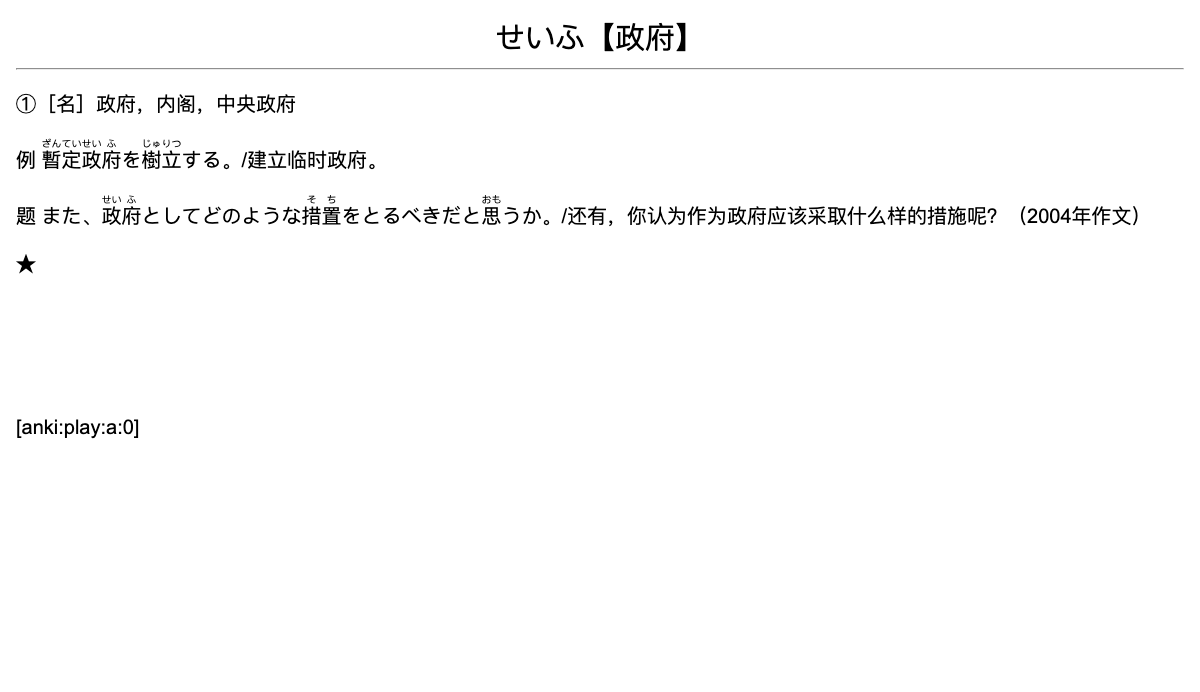 せいふ【政府】
①［名］政府，内阁，中央政府
ざんていせい ふ じゅりつ
例 暫定政府を樹立する。/建立临时政府。
せい ふ そ ち おも
题 また、政府としてどのような措置をとるべきだと思うか。/还有，你认为作为政府应该采取什么样的措施呢？（2004年作文）
★
[anki:play:a:0]